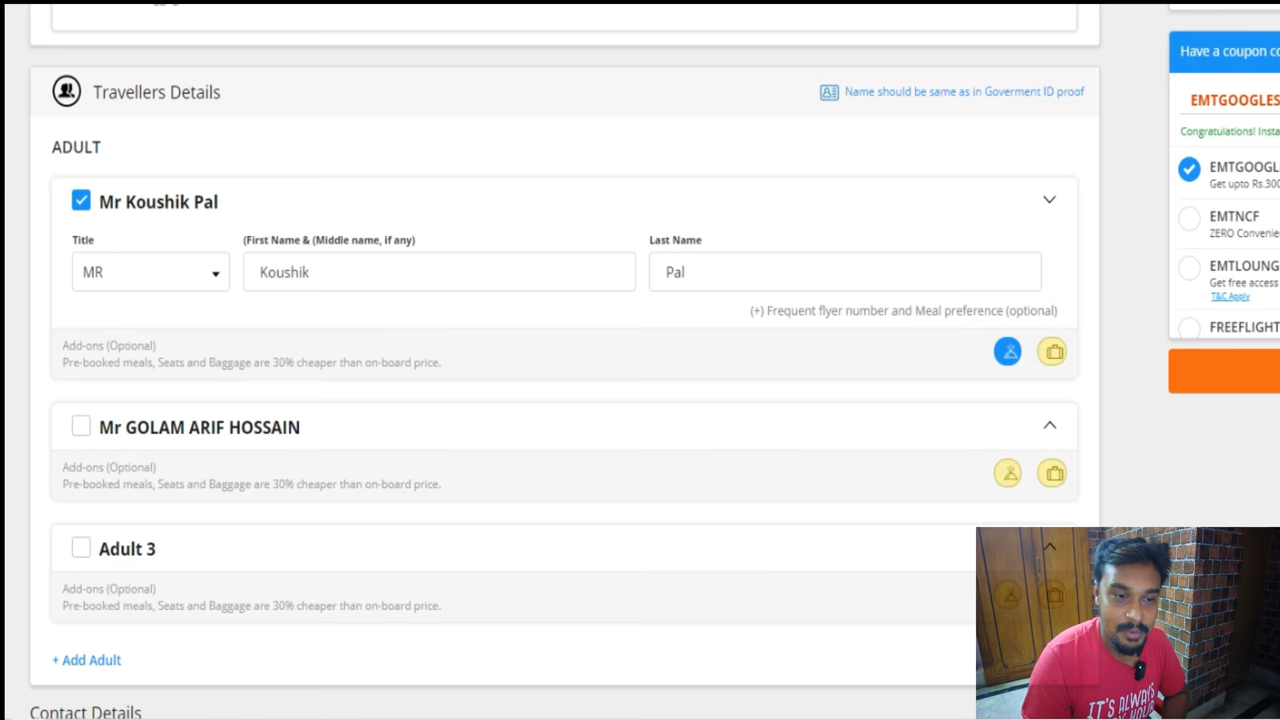 Travellers Details
Name should be same as in Goverment ID proof
ADULT
Mr Koushik Pal
Title
(First Name & (Middle name, if any)
Last Name
MR
Koushik
Pal
(+) Frequent flyer number and Meal preference (optional)
Add-ons (Optional)
Pre-booked meals, Seats and Baggage are 30% cheaper than on-board price.
Mr GOLAM ARIF HOSSAIN
Add-ons (Optional)
Pre-booked meals, Seats and Baggage are 30% cheaper than on-board price.
Adult 3
Add-ons (Optional)
Pre-booked meals, Seats and Baggage are 30% cheaper than on-board price.
+ Add Adult
Contact Details
Have a coupon
EMTGOOGLES
Congratulations! Insta
EMTGOOGL
Get upto Rs.300
EMTNCF
ZERO Convenie
EMTLOUNG
Get free access
T&C Apply
FREEFLIGHT
IT'S ALWAYS
HOUR